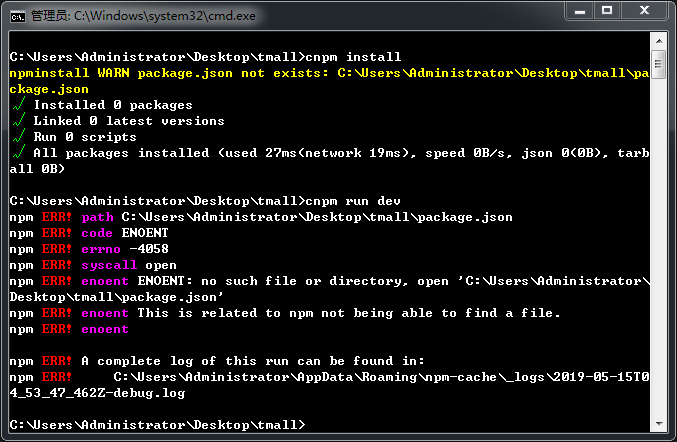 管理员: C:\Windows\system32\cmd.exe
C:\Users\Administrator\Desktop\tmall>cnpm install
npminstall WARN package.json not exists: C:\Users\Administrator\Desktop\tmall\pa
ckage.json
√ Installed 0 packages
√ Linked 0 latest versions
√ Run 0 scripts
√ All packages installed (used 27ms(network 19ms), speed 0B/s, json 0(0B), tarb
all 0B)
C:\Users\Administrator\Desktop\tmall>cnpm run dev
npm ERR! path C:\Users\Administrator\Desktop\tmall\package.json
npm ERR! code ENOENT
npm ERR! errno -4058
npm ERR! syscall open
npm ERR! enoent ENOENT: no such file or directory, open 'C:\Users\Administrator\
Desktop\tmall\package.json'
npm ERR! enoent This is related to npm not being able to find a file.
npm ERR! enoent
npm ERR! A complete log of this run can be found in:
npm ERR!     C:\Users\Administrator\AppData\Roaming\npm-cache\_logs\2019-05-15T0
4_53_47_462Z-debug.log
C:\Users\Administrator\Desktop\tmall>